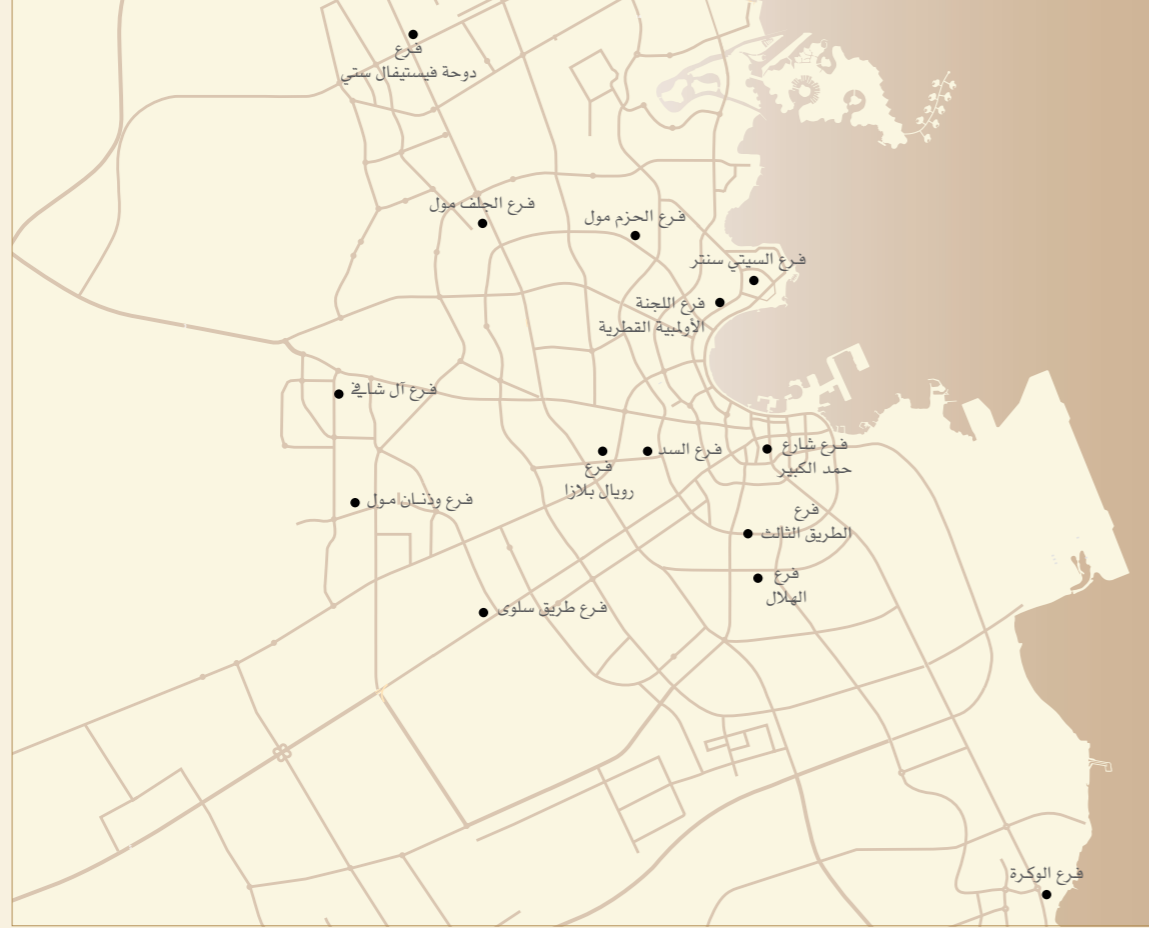 فرع
دوحة فيستيفال ستي
فرع الجلف مول
فرع الحزم مول
فرع السيتي سنتر
فرع اللجنة
الأولمبية القطرية
فرع آل شافي
فرع شارع
حمد الكبير
فرع السد
فرع
رويال بلازا
فرع وذنان مول
فرع
الطريق الثالث
فرع
الهلال
فرع طريق سلوى
فرع الوكرة